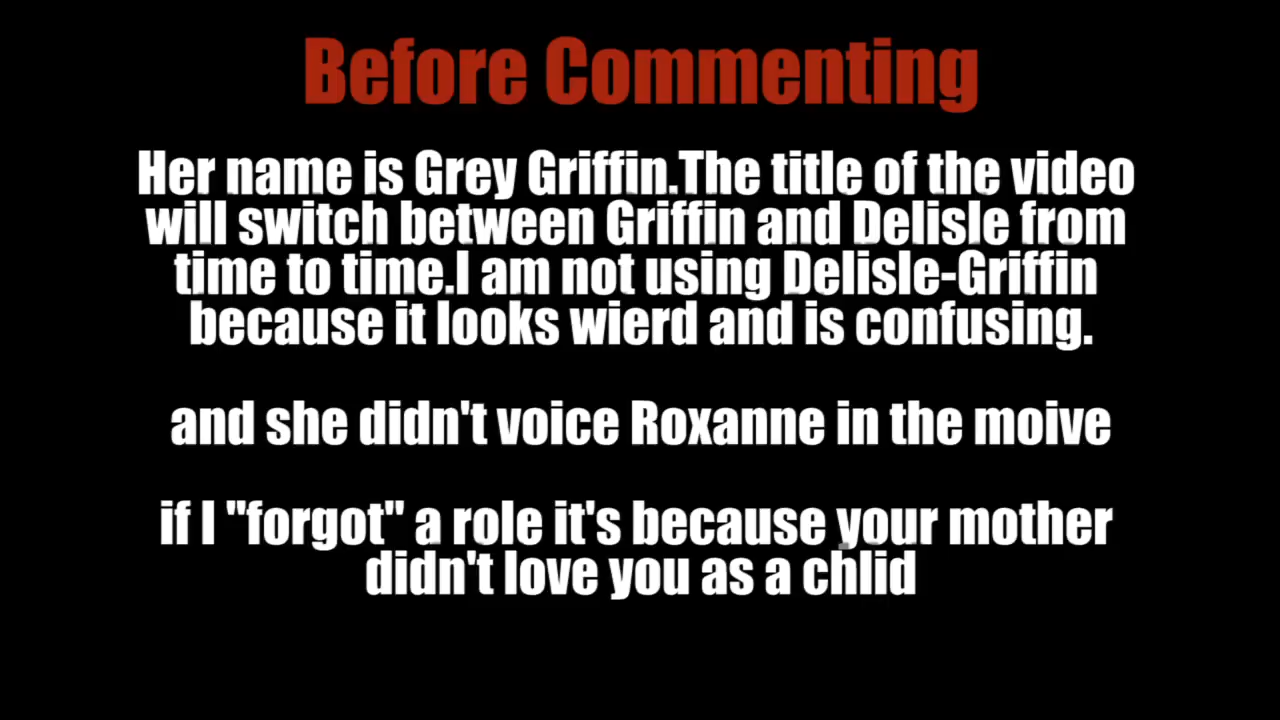 Before Commenting
Her name is Grey Griffin.The title of the video
will switch between Griffin and Delisle from
time to time.I am not using Delisle-Griffin
because it looks wierd and is confusing.
and she didn't voice Roxanne in the moive
if I "forgot" a role it's because your mother
didn't love you as a chlid